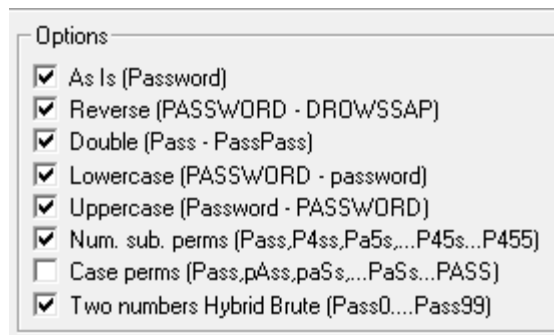 Options
As Is (Password)
Reverse (PASSWORD - DROWSSAP)
Double (Pass - PassPass)
Lowercase (PASSWORD - password)
Uppercase (Password - PASSWORD)
Num. sub. perms (Pass,P4ss,Pa5s,...P45s...P455)
Case perms (Pass,pAss,paSs,...PaSs...PASS)
Two numbers Hybrid Brute (Pass0....Pass99)